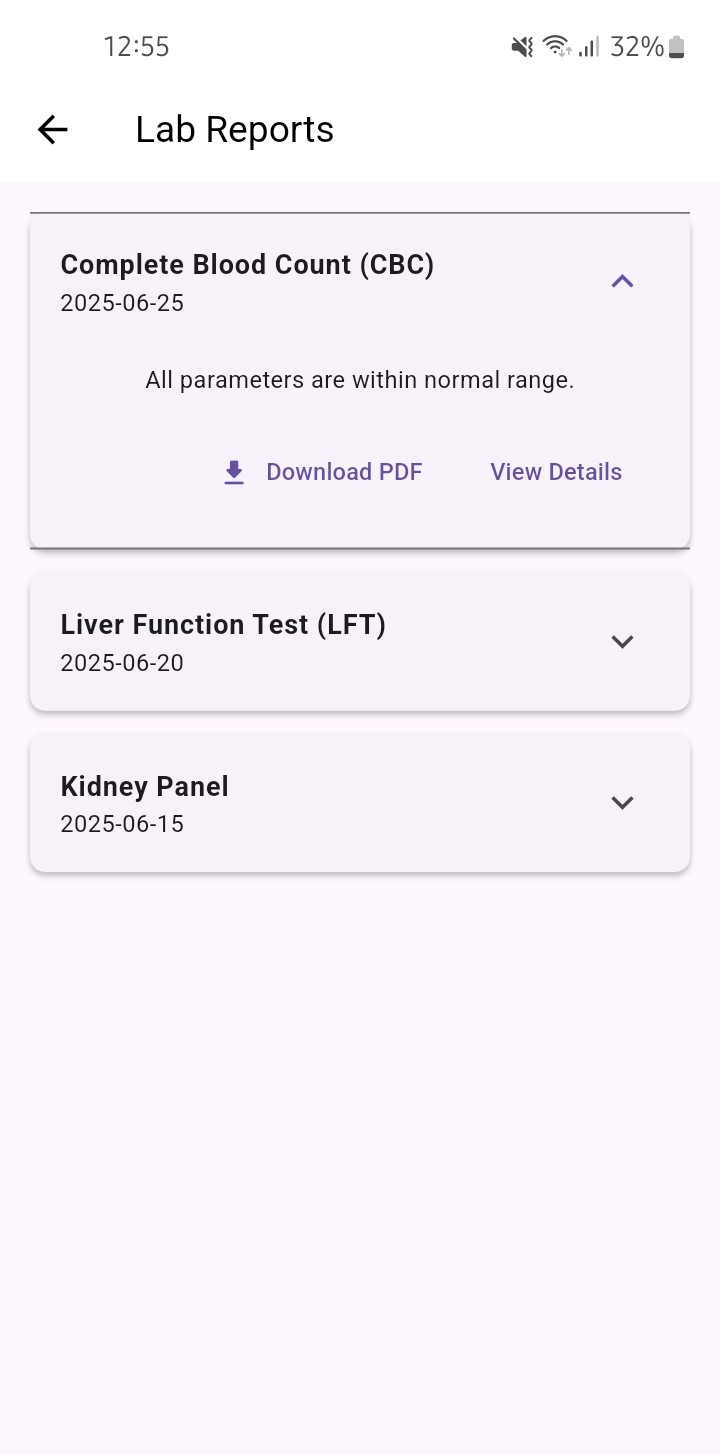 12:55 32%
Lab Reports
Complete Blood Count (CBC)
2025-06-25
All parameters are within normal range.
Download PDF View Details
Liver Function Test (LFT)
2025-06-20
Kidney Panel
2025-06-15